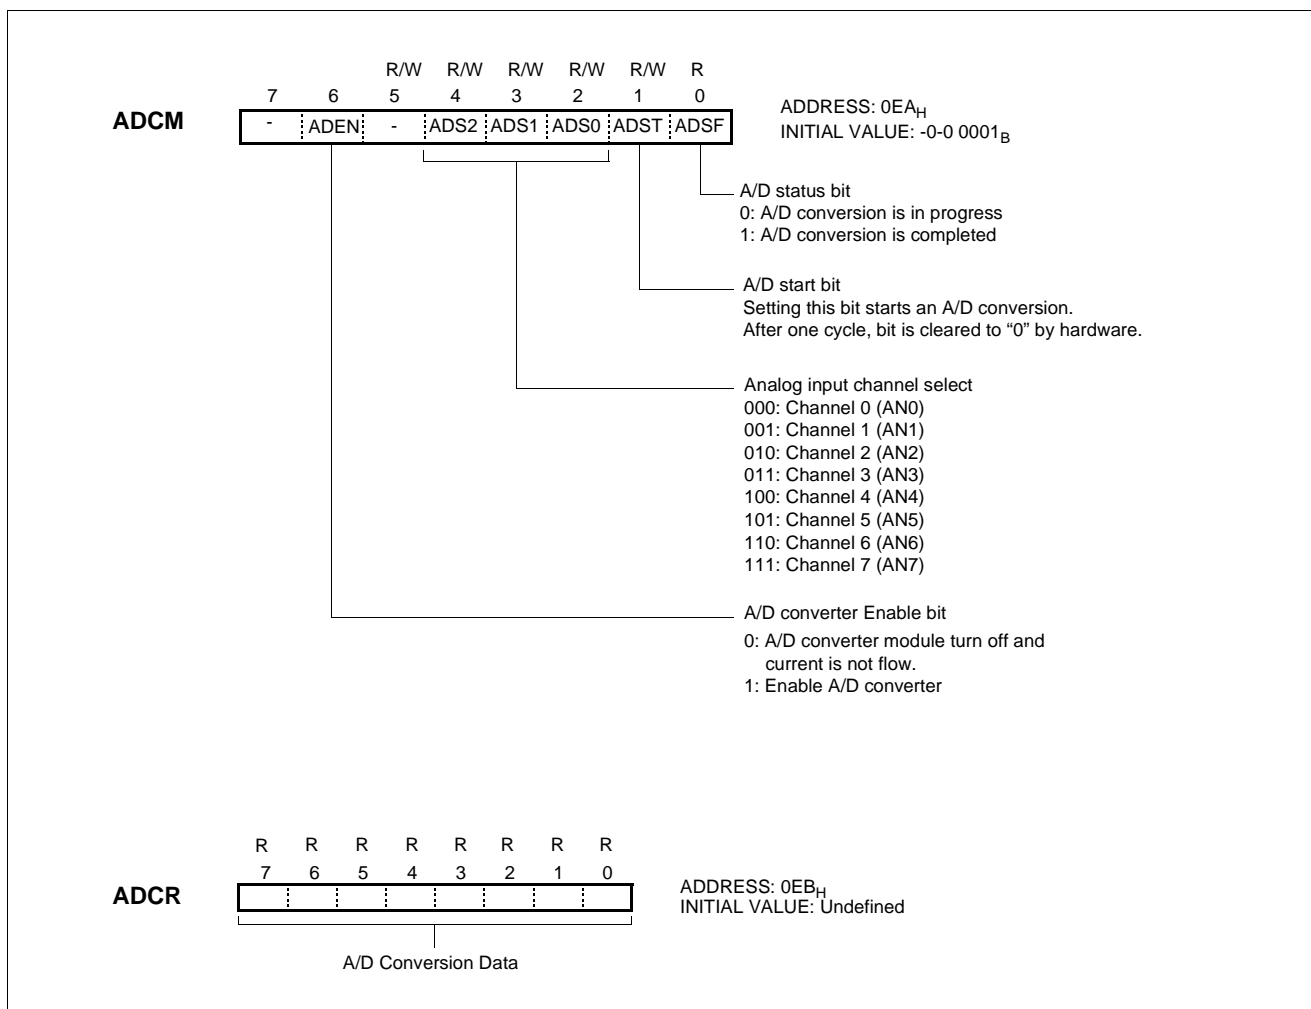 R/W R/W R/W R/W R/W R
7 6 5 4 3 2 1 0
ADCM
- ADEN - ADS2 ADS1 ADS0 ADST ADSF
ADDRESS: 0EAH
INITIAL VALUE: -0-0 0001B
A/D status bit
0: A/D conversion is in progress
1: A/D conversion is completed
A/D start bit
Setting this bit starts an A/D conversion.
After one cycle, bit is cleared to “0” by hardware.
Analog input channel select
000: Channel 0 (AN0)
001: Channel 1 (AN1)
010: Channel 2 (AN2)
011: Channel 3 (AN3)
100: Channel 4 (AN4)
101: Channel 5 (AN5)
110: Channel 6 (AN6)
111: Channel 7 (AN7)
A/D converter Enable bit
0: A/D converter module turn off and
current is not flow.
1: Enable A/D converter
R R R R R R R R
7 6 5 4 3 2 1 0
ADCR
ADDRESS: 0EBH
INITIAL VALUE: Undefined
A/D Conversion Data